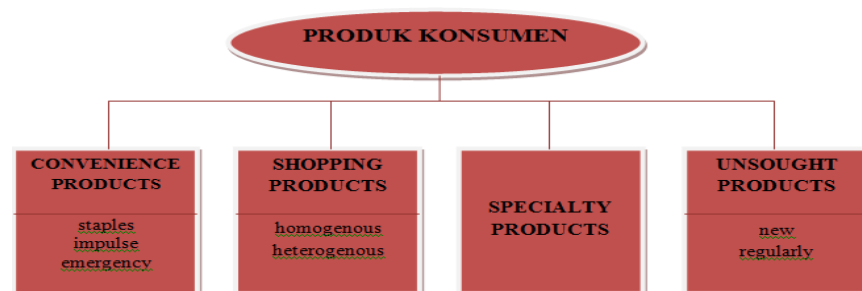 PRODUK KONSUMEN
CONVENIENCE
PRODUCTS
staples
impulse
emergency
SHOPPING
PRODUCTS
homogenous
heterogenous
SPECIALTY
PRODUCTS
UNSOUGHT
PRODUCTS
new
regularly